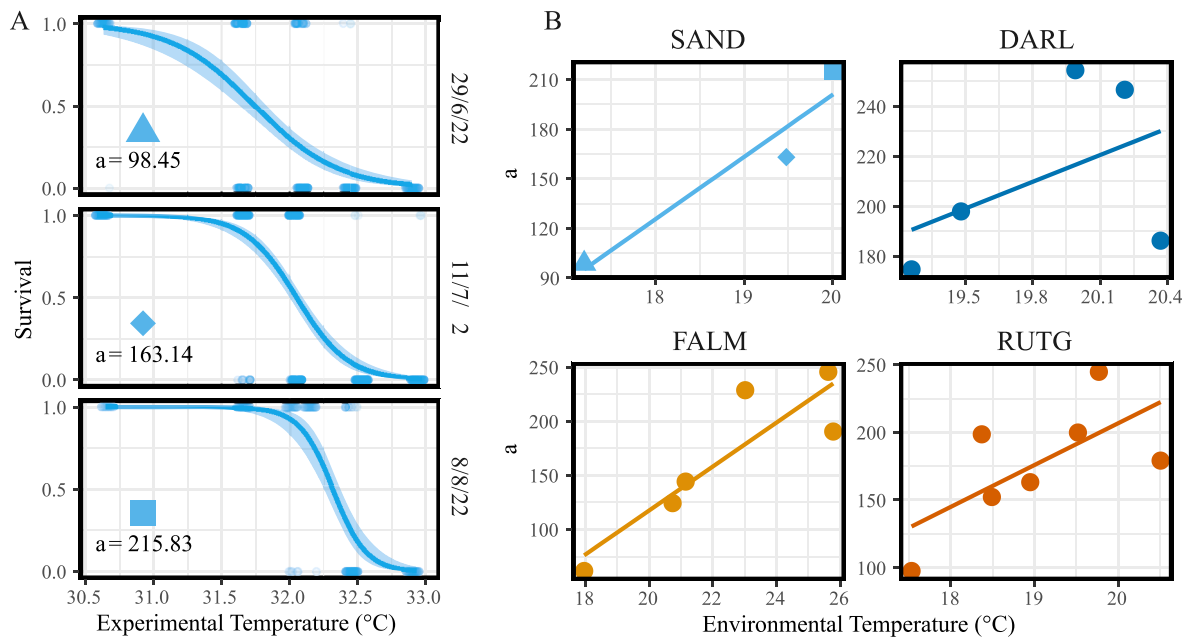 A
1.0
0.5
0.0
a = 98.45
29/6/22
Survival
1.0
0.5
0.0
a = 163.14
11/7/ 2
1.0
0.5
0.0
a = 215.83
8/8/22
30.5 31.0 31.5 32.0 32.5 33.0
Experimental Temperature (°C)
B
SAND
a
210
180
150
120
90
18 19 20
DARL
240
220
200
180
19.5 19.8 20.1 20.4
FALM
a
250
200
150
100
18 20 22 24 26
RUTG
250
200
150
100
18 19 20
Environmental Temperature (°C)